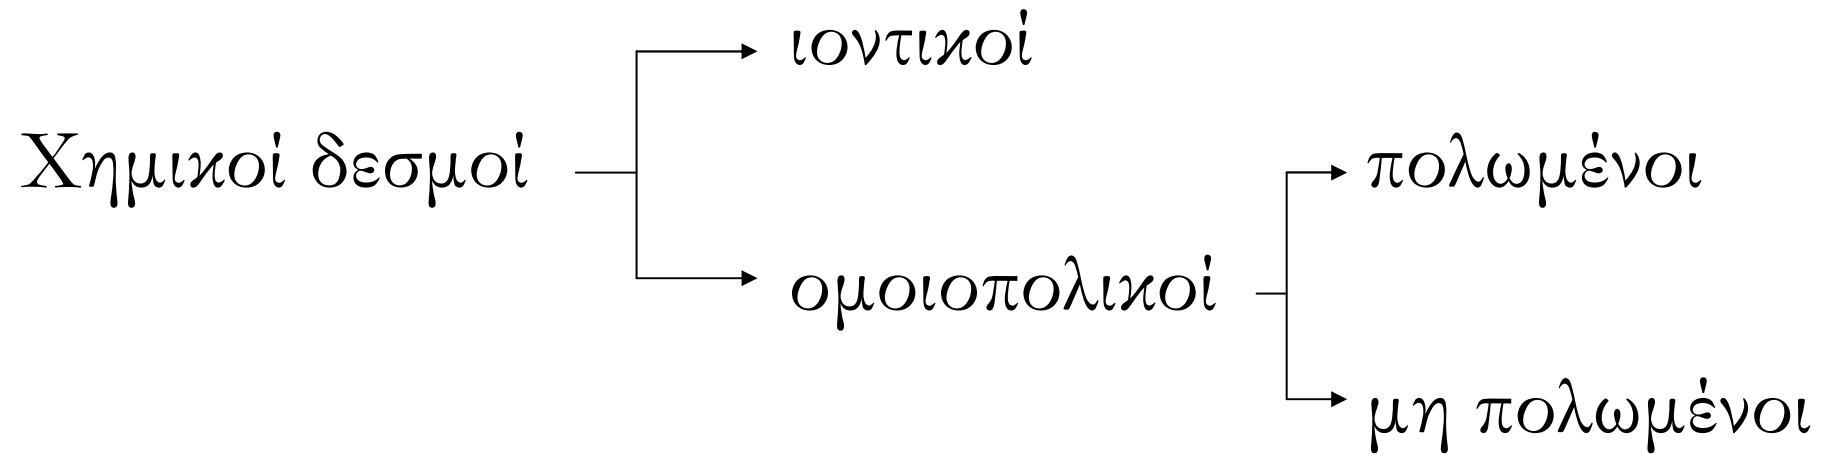 ιοντικοί
Χημικοί δεσμοί
πολωμένοι
ομοιοπολικοί
μη πολωμένοι